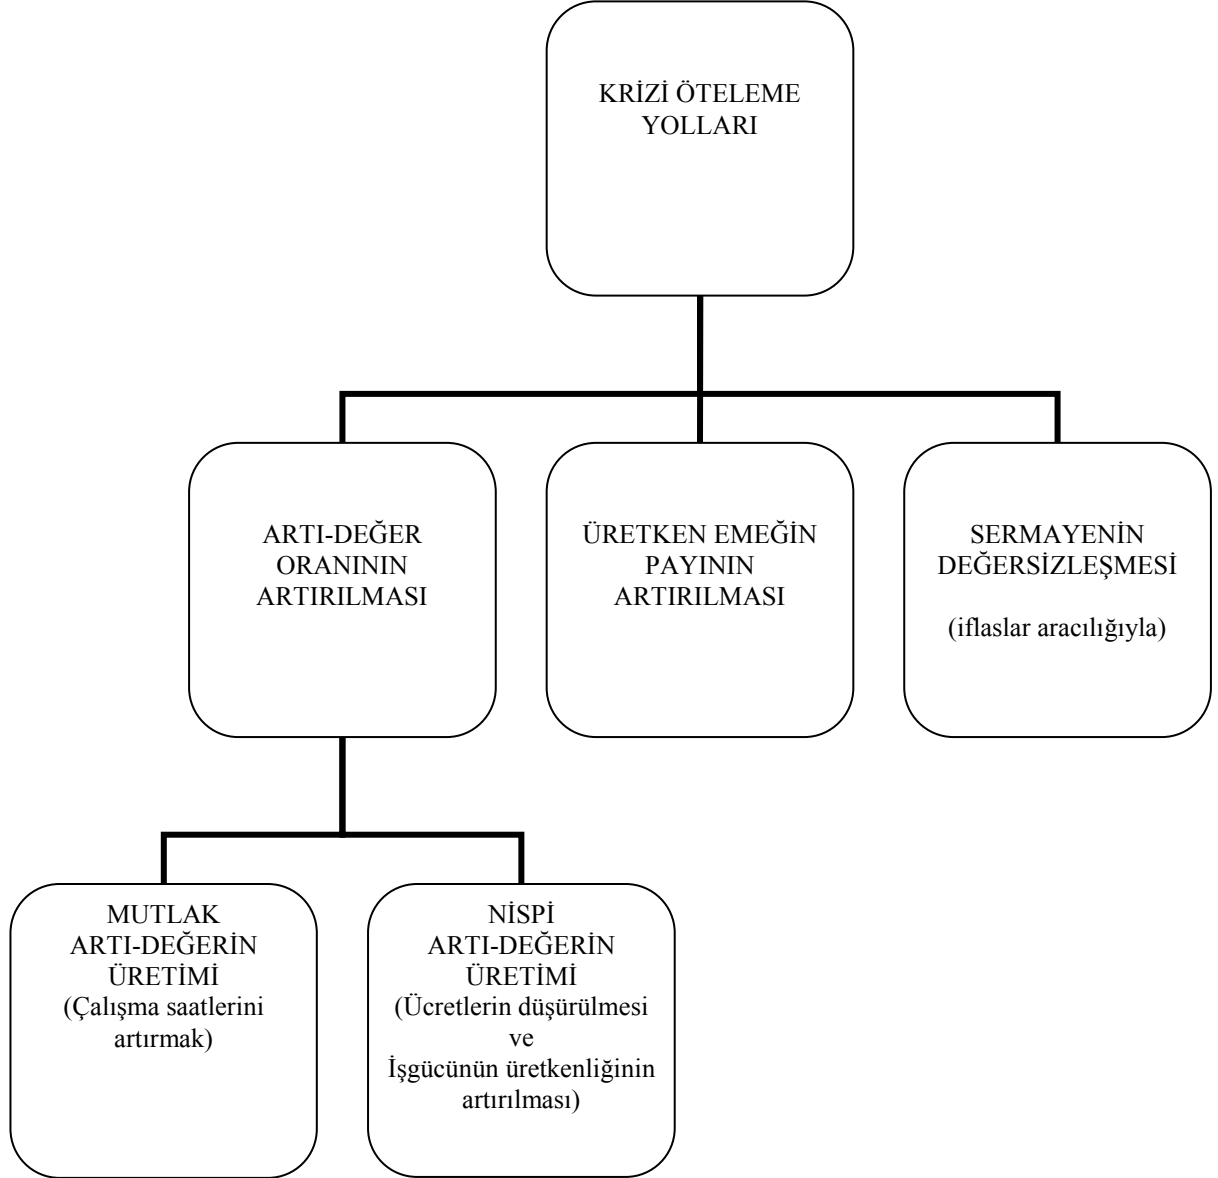 KRİZİ ÖTELEME
YOLLARI
ARTI-DEĞER
ORANININ
ARTIRILMASI
ÜRETKEN EMEĞİN
PAYININ
ARTIRILMASI
SERMAYENİN
DEĞERSİZLEŞMESİ
(iflaslar aracılığıyla)
MUTLAK
ARTI-DEĞERİN
ÜRETİMİ
(Çalışma saatlerini
artırmak)
NİSPİ
ARTI-DEĞERİN
ÜRETİMİ
(Ücretlerin düşürülmesi
ve
İşgücünün üretkenliğinin
artırılması)